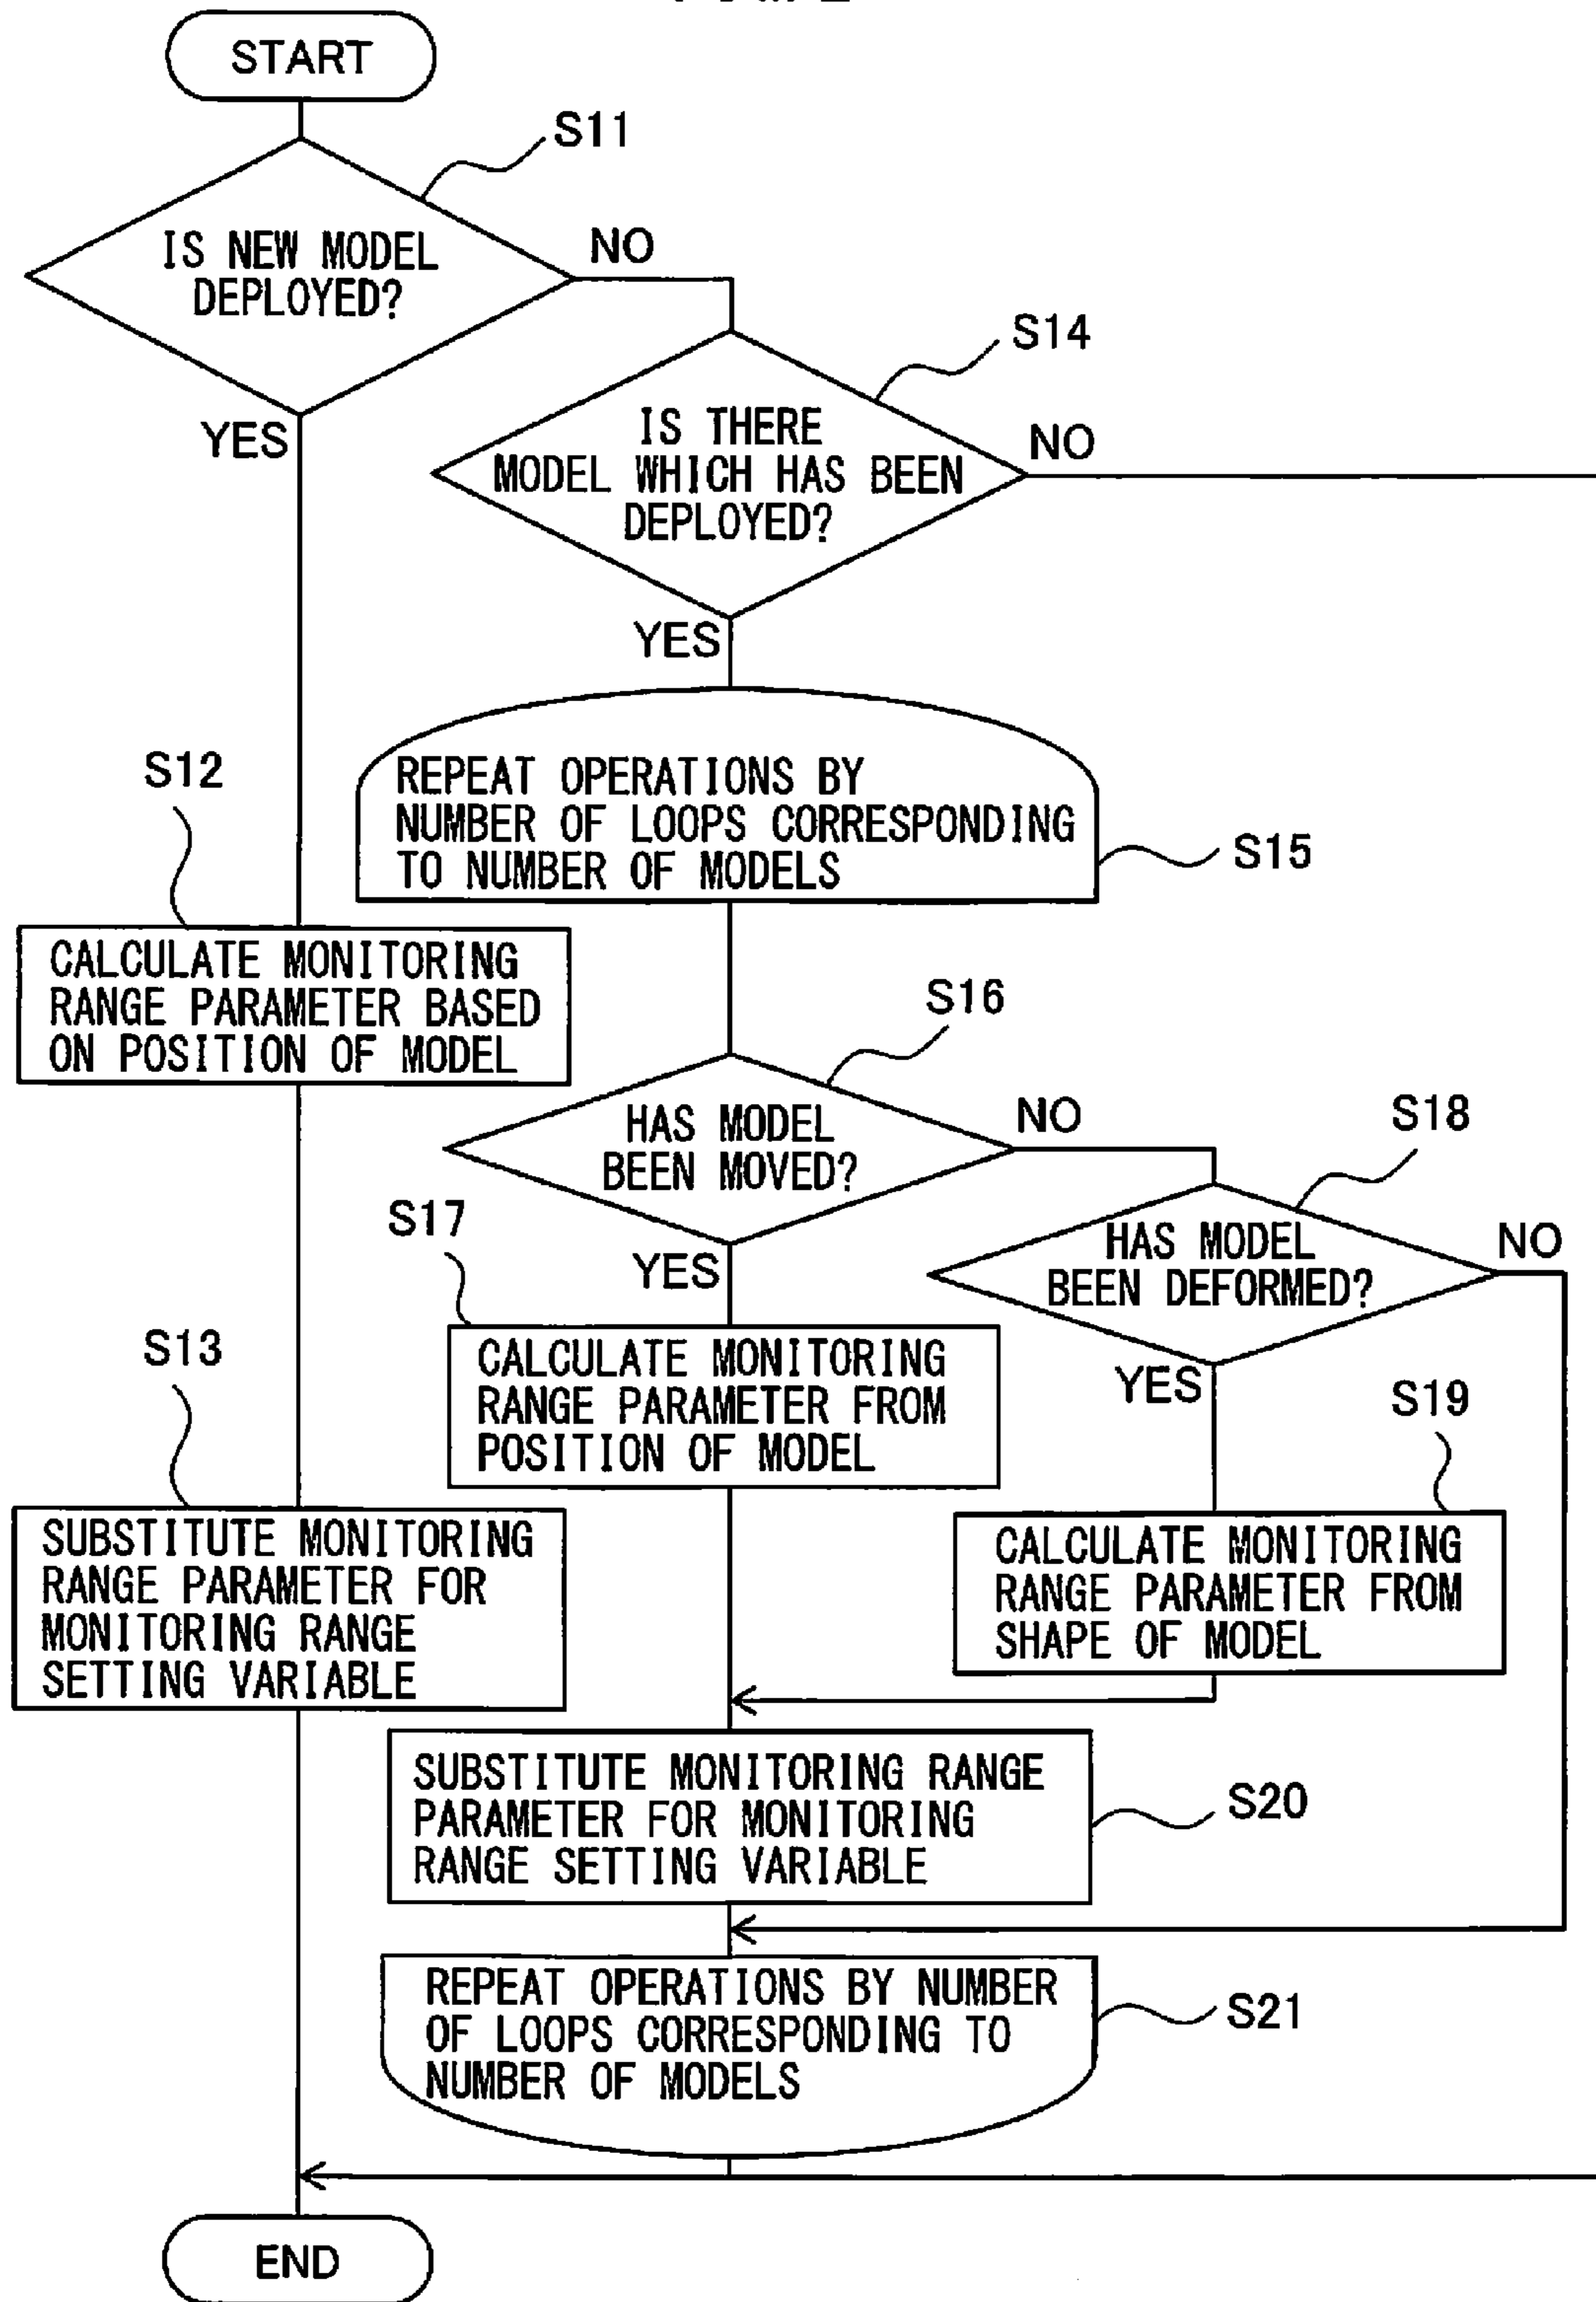 START
S11
IS NEW MODEL
DEPLOYED?
NO
YES
S14
IS THERE
MODEL WHICH HAS BEEN
DEPLOYED?
NO
YES
S15
REPEAT OPERATIONS BY
NUMBER OF LOOPS CORRESPONDING
TO NUMBER OF MODELS
S12
CALCULATE MONITORING
RANGE PARAMETER BASED
ON POSITION OF MODEL
S16
HAS MODEL
BEEN MOVED?
NO
YES
S18
HAS MODEL
BEEN DEFORMED?
NO
YES
S17
CALCULATE MONITORING
RANGE PARAMETER FROM
POSITION OF MODEL
S13
SUBSTITUTE MONITORING
RANGE PARAMETER FOR
MONITORING RANGE
SETTING VARIABLE
S19
CALCULATE MONITORING
RANGE PARAMETER FROM
SHAPE OF MODEL
SUBSTITUTE MONITORING RANGE
PARAMETER FOR MONITORING
RANGE SETTING VARIABLE
S20
REPEAT OPERATIONS BY NUMBER
OF LOOPS CORRESPONDING TO
NUMBER OF MODELS
S21
END